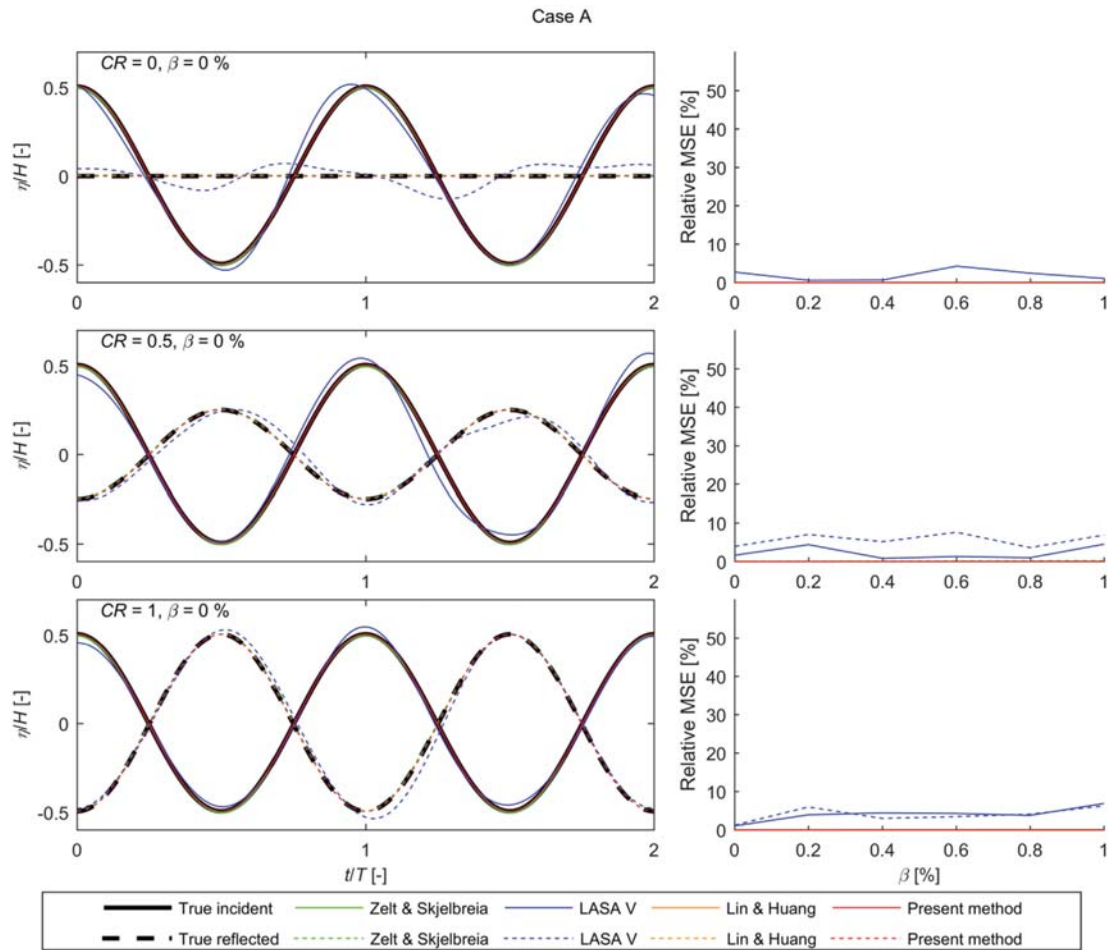 Case A
CR = 0, β = 0 %
0.5
0
-0.5
η/H [-]
0 1 2
50
40
30
20
10
0
Relative MSE [%]
0 0.2 0.4 0.6 0.8 1
CR = 0.5, β = 0 %
0.5
0
-0.5
η/H [-]
0 1 2
50
40
30
20
10
0
Relative MSE [%]
0 0.2 0.4 0.6 0.8 1
CR = 1, β = 0 %
0.5
0
-0.5
η/H [-]
0 1 2
t/T [-]
50
40
30
20
10
0
Relative MSE [%]
0 0.2 0.4 0.6 0.8 1
β [%]
True incident Zelt & Skjelbreia LASA V Lin & Huang Present method
True reflected Zelt & Skjelbreia LASA V Lin & Huang Present method